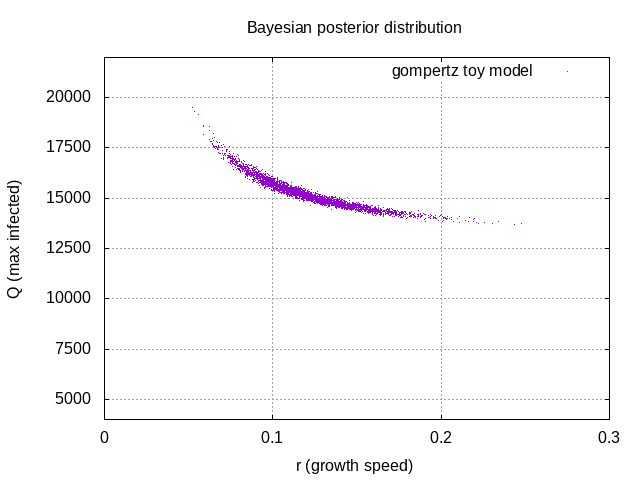 Bayesian posterior distribution
gompertz toy model
20000
17500
15000
12500
10000
7500
5000
Q (max infected)
0
0.1
0.2
0.3
r (growth speed)